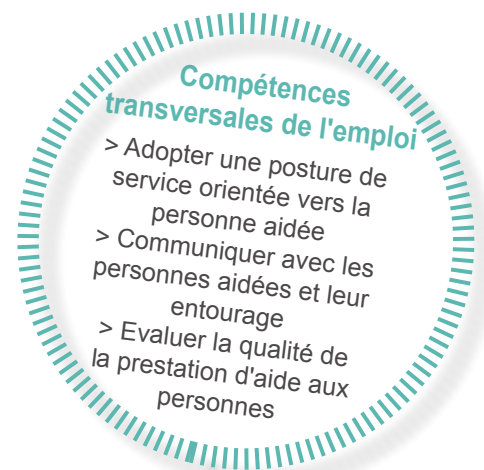 Compétences
transversales de l'emploi
> Adopter une posture de
service orientée vers la
personne aidée
> Communiquer avec les
personnes aidées et leur
entourage
> Evaluer la qualité de
la prestation d'aide aux
personnes